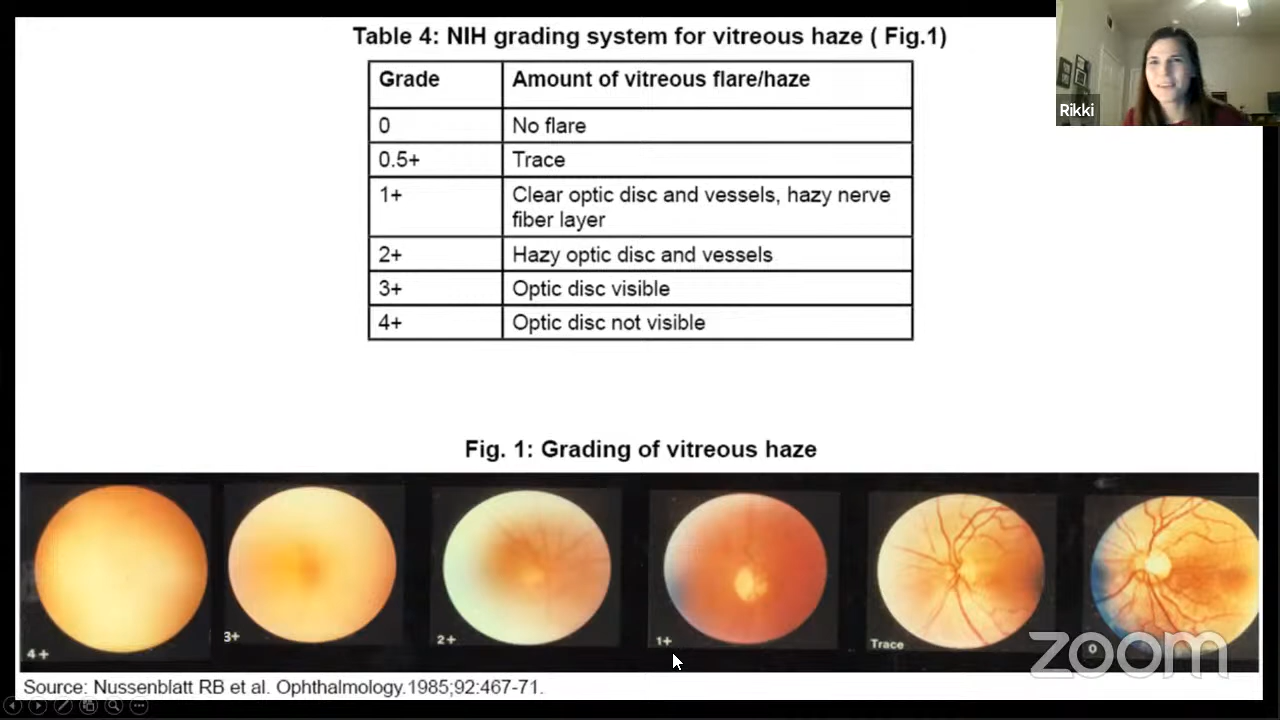 Table 4: NIH grading system for vitreous haze ( Fig.1)
Rikki
Grade Amount of vitreous flare/haze
0 No flare
0.5+ Trace
1+ Clear optic disc and vessels, hazy nerve
fiber layer
2+ Hazy optic disc and vessels
3+ Optic disc visible
4+ Optic disc not visible
Fig. 1: Grading of vitreous haze
4+ 3+ 2+ 1+ Trace 0
zoom
Source: Nussenblatt RB et al. Ophthalmology.1985;92:467-71.